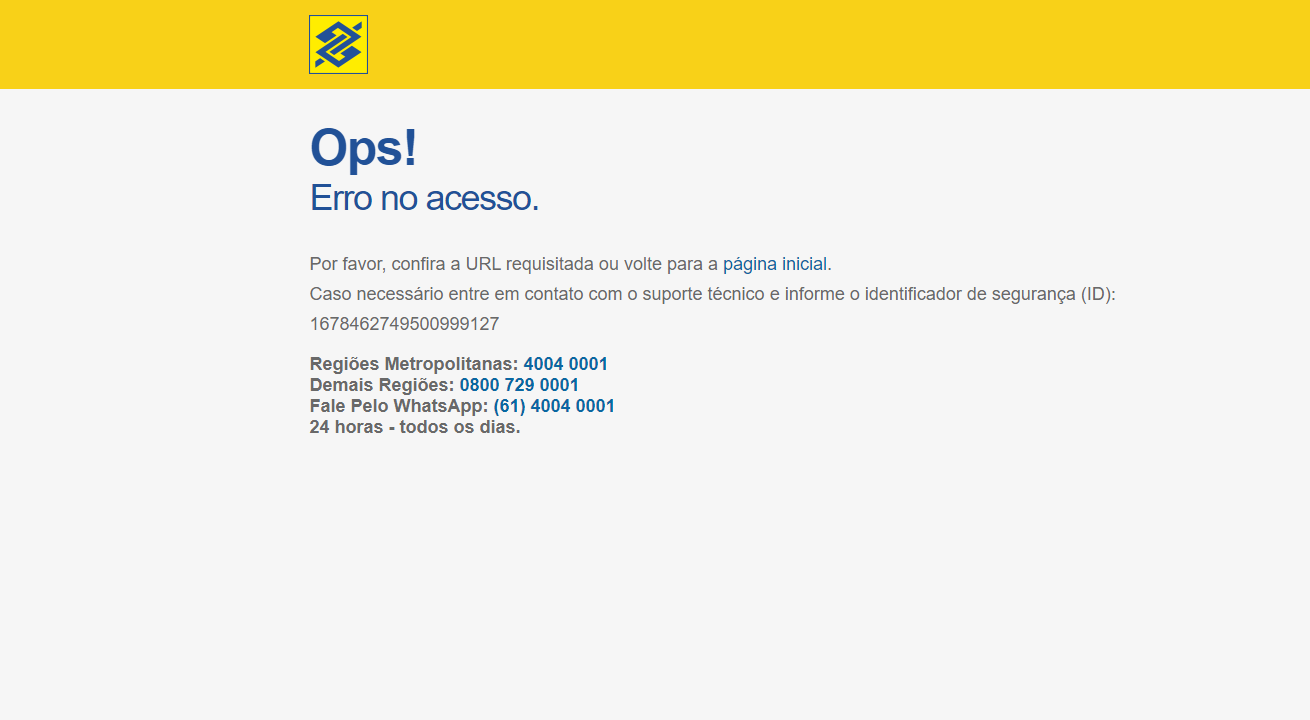 Ops!
Erro no acesso.
Por favor, confira a URL requisitada ou volte para a página inicial.
Caso necessário entre em contato com o suporte técnico e informe o identificador de segurança (ID):
1678462749500999127
Regiões Metropolitanas: 4004 0001
Demais Regiões: 0800 729 0001
Fale Pelo WhatsApp: (61) 4004 0001
24 horas - todos os dias.